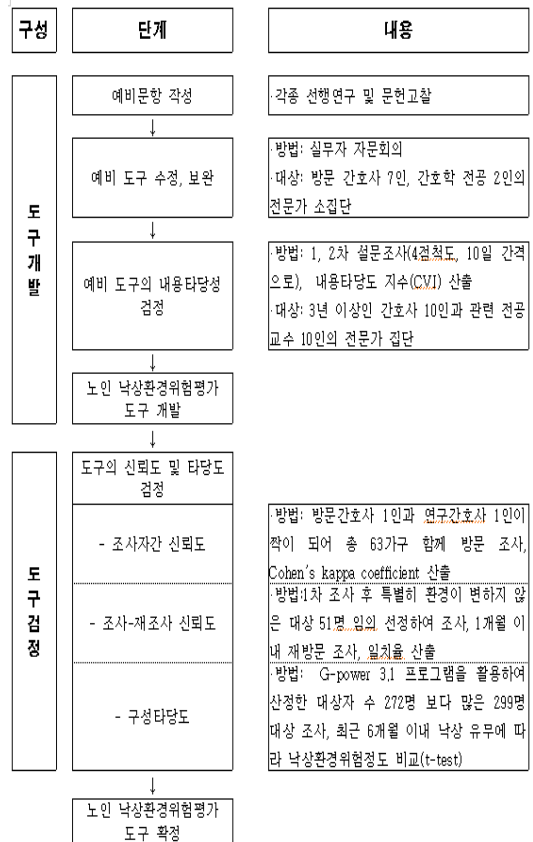 구성 단계 내용
예비문항 작성
·각종 선행연구 및 문헌고찰
예비 도구 수정, 보완
·방법: 실무자 자문회의
·대상: 방문 간호사 7인, 간호학 전공 2인의
전문가 소집단
도구개발
예비 도구의 내용타당성
검정
·방법: 1, 2차 설문조사(4점척도, 10일 간격
으로), 내용타당도 지수(CVI) 산출
·대상: 3년 이상인 간호사 10인과 관련 전공
교수 10인의 전문가 집단
노인 낙상환경위험평가
도구 개발
도구의 신뢰도 및 타당도
검정
도구검정
- 조사자간 신뢰도
·방법: 방문간호사 1인과 연구간호사 1인이
짝이 되어 총 63가구 함께 방문 조사,
Cohen's kappa coefficient 산출
- 조사-재조사 신뢰도
·방법:1차 조사 후 특별히 환경이 변하지 않
은 대상 51명 임의 선정하여 조사, 1개월 이
내 재방문 조사, 일치율 산출
- 구성타당도
·방법: G-power 3.1 프로그램을 활용하여
산정한 대상자 수 272명 보다 많은 299명
대상 조사, 최근 6개월 이내 낙상 유무에 따
라 낙상환경위험정도 비교(t-test)
노인 낙상환경위험평가
도구 확정